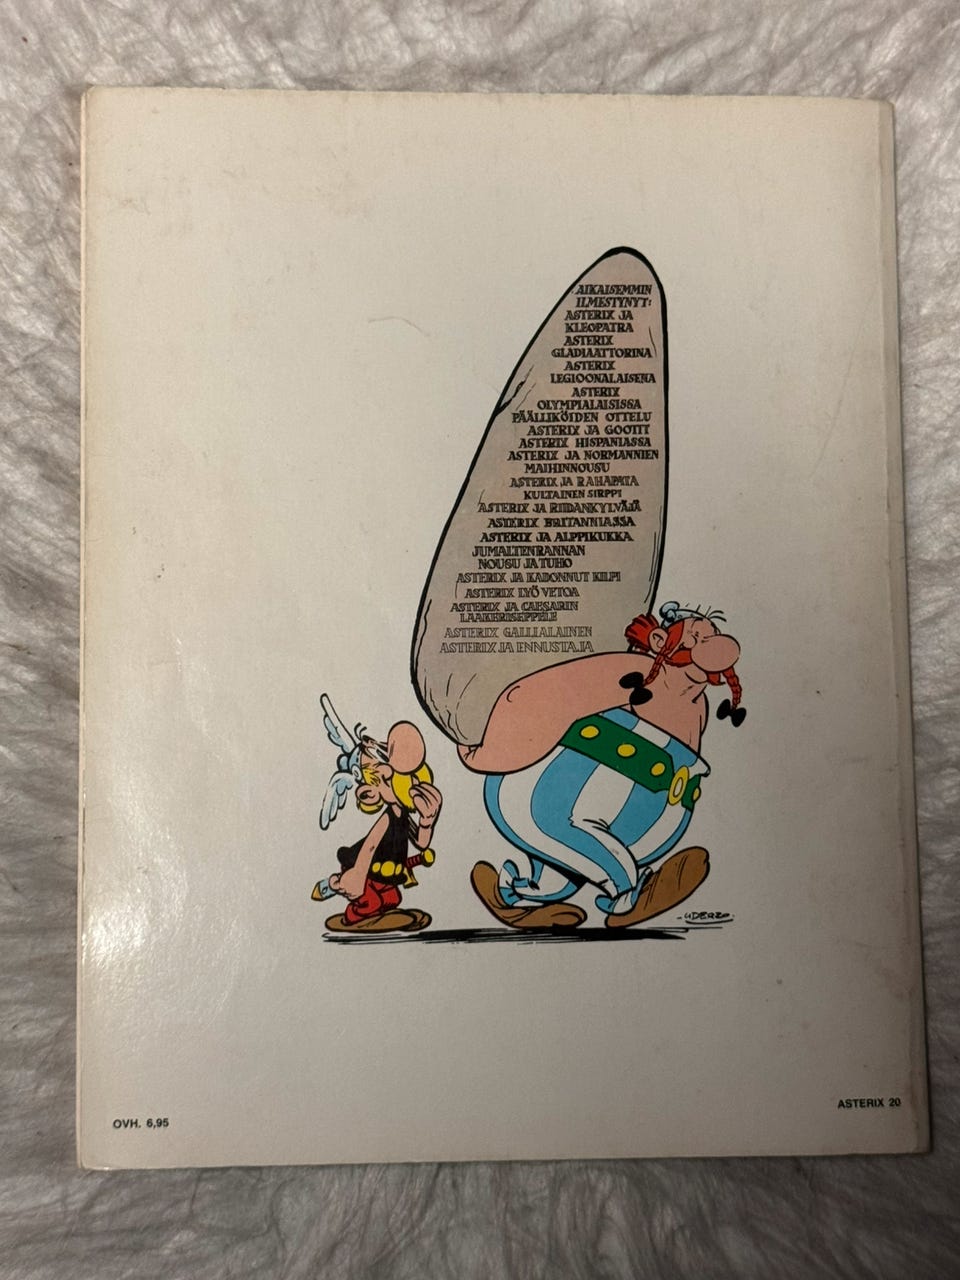 AIKAISEMMIN
ILMESTYNYT:
ASTERIX JA
KLEOPATRA
ASTERIX
GLADIAATTORINA
ASTERIX
LEGIOONALAISENA
ASTERIX
OLYMPIALAISISSA
PÄÄLLIKÖIDEN OTTELU
ASTERIX JA GOOTIT
ASTERIX HISPANIASSA
ASTERIX JA NORMANNIEN
MAIHINNOUSU
ASTERIX JA RAHAPATA
KULTAINEN SIRPPI
ASTERIX JA RIIDANKYLVÄJÄ
ASTERIX BRITANNIASSA
ASTERIX JA ALPPIKUKKA
JUMALTENRANNAN
NOUSU JA TUHO
ASTERIX JA KADONNUT KILPI
ASTERIX LYÖ VETOA
ASTERIX JA CAESARIN
LAAKERISEPPELE
ASTERIX GALLIALAINEN
ASTERIX JA ENNUSTAJA
-UDERZO-
ASTERIX 20
OVH. 6,95